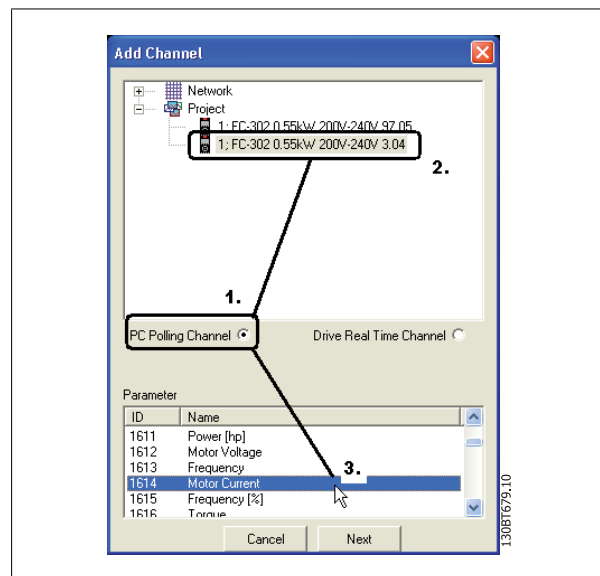 Add Channel
Network
Project
1; FC-302 0.55kW 200V-240V 97.05
1; FC-302 0.55kW 200V-240V 3.04
2.
1.
PC Polling Channel
Drive Real Time Channel
Parameter
ID Name
1611 Power [hp]
1612 Motor Voltage
1613 Frequency
3.
1614 Motor Current
1615 Frequency [%]
1616 Torque
Cancel Next
130BT679.10